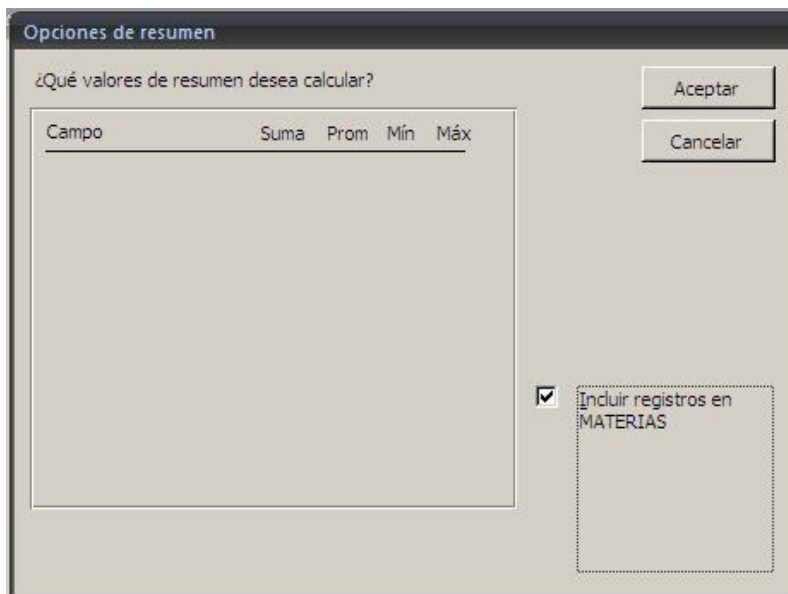 Opciones de resumen
¿Qué valores de resumen desea calcular?
Aceptar
Cancelar
Campo Suma Prom Mín Máx
Incluir registros en
MATERIAS